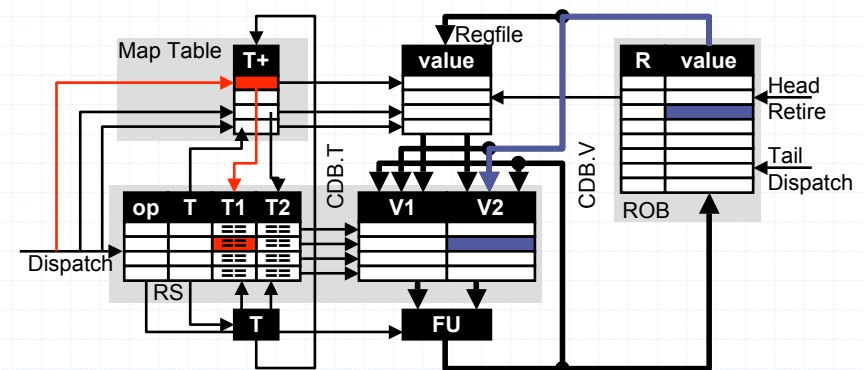 Map Table
T+
Regfile
value
R value
Head
Retire
Tail
Dispatch
CDB.T
CDB.V
op T T1 T2
V1 V2
ROB
==
==
==
==
==
==
==
==
Dispatch
RS
T
FU